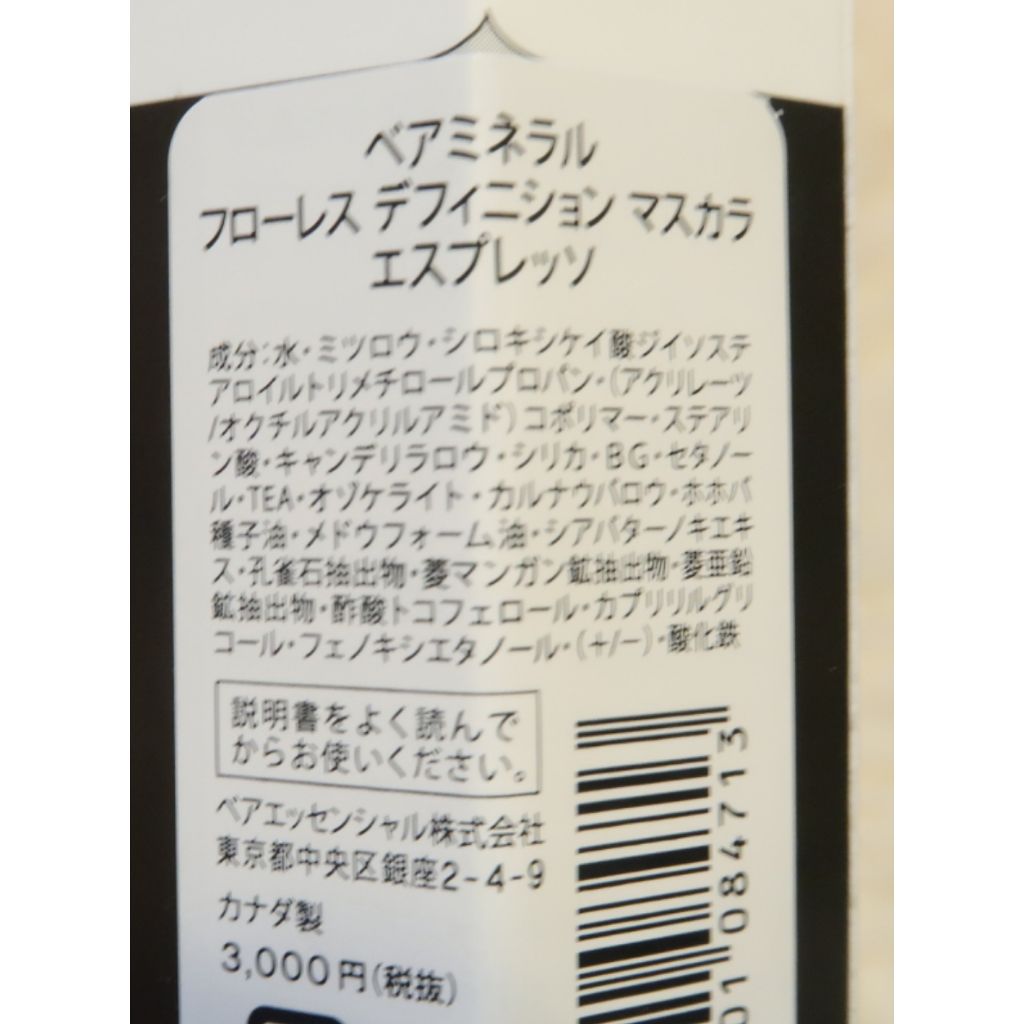 ベアミネラル
フローレス デフィニション マスカラ
エスプレッソ
成分:水・ミツロウ・シロキシケイ酸ジイソステ
アロイルトリメチロールプロパン・(アクリレーツ
/オクチルアクリルアミド)コポリマー・ステアリ
ン酸・キャンデリラロウ・シリカ・BG・セタノー
ル・TEA・オゾケライト・カルナウバロウ・ホホバ
種子油・メドウフォーム油・シアバターノキエキ
ス・孔雀石抽出物・菱マンガン鉱抽出物・菱亜鉛
鉱抽出物・酢酸トコフェロール・カプリリルグリ
コール・フェノキシエタノール・(+/-)・酸化鉄
説明書をよく読んで
からお使いください。
ベアエッセンシャル株式会社
東京都中央区銀座2-4-9
カナダ製
3,000円(税抜)
01 084713